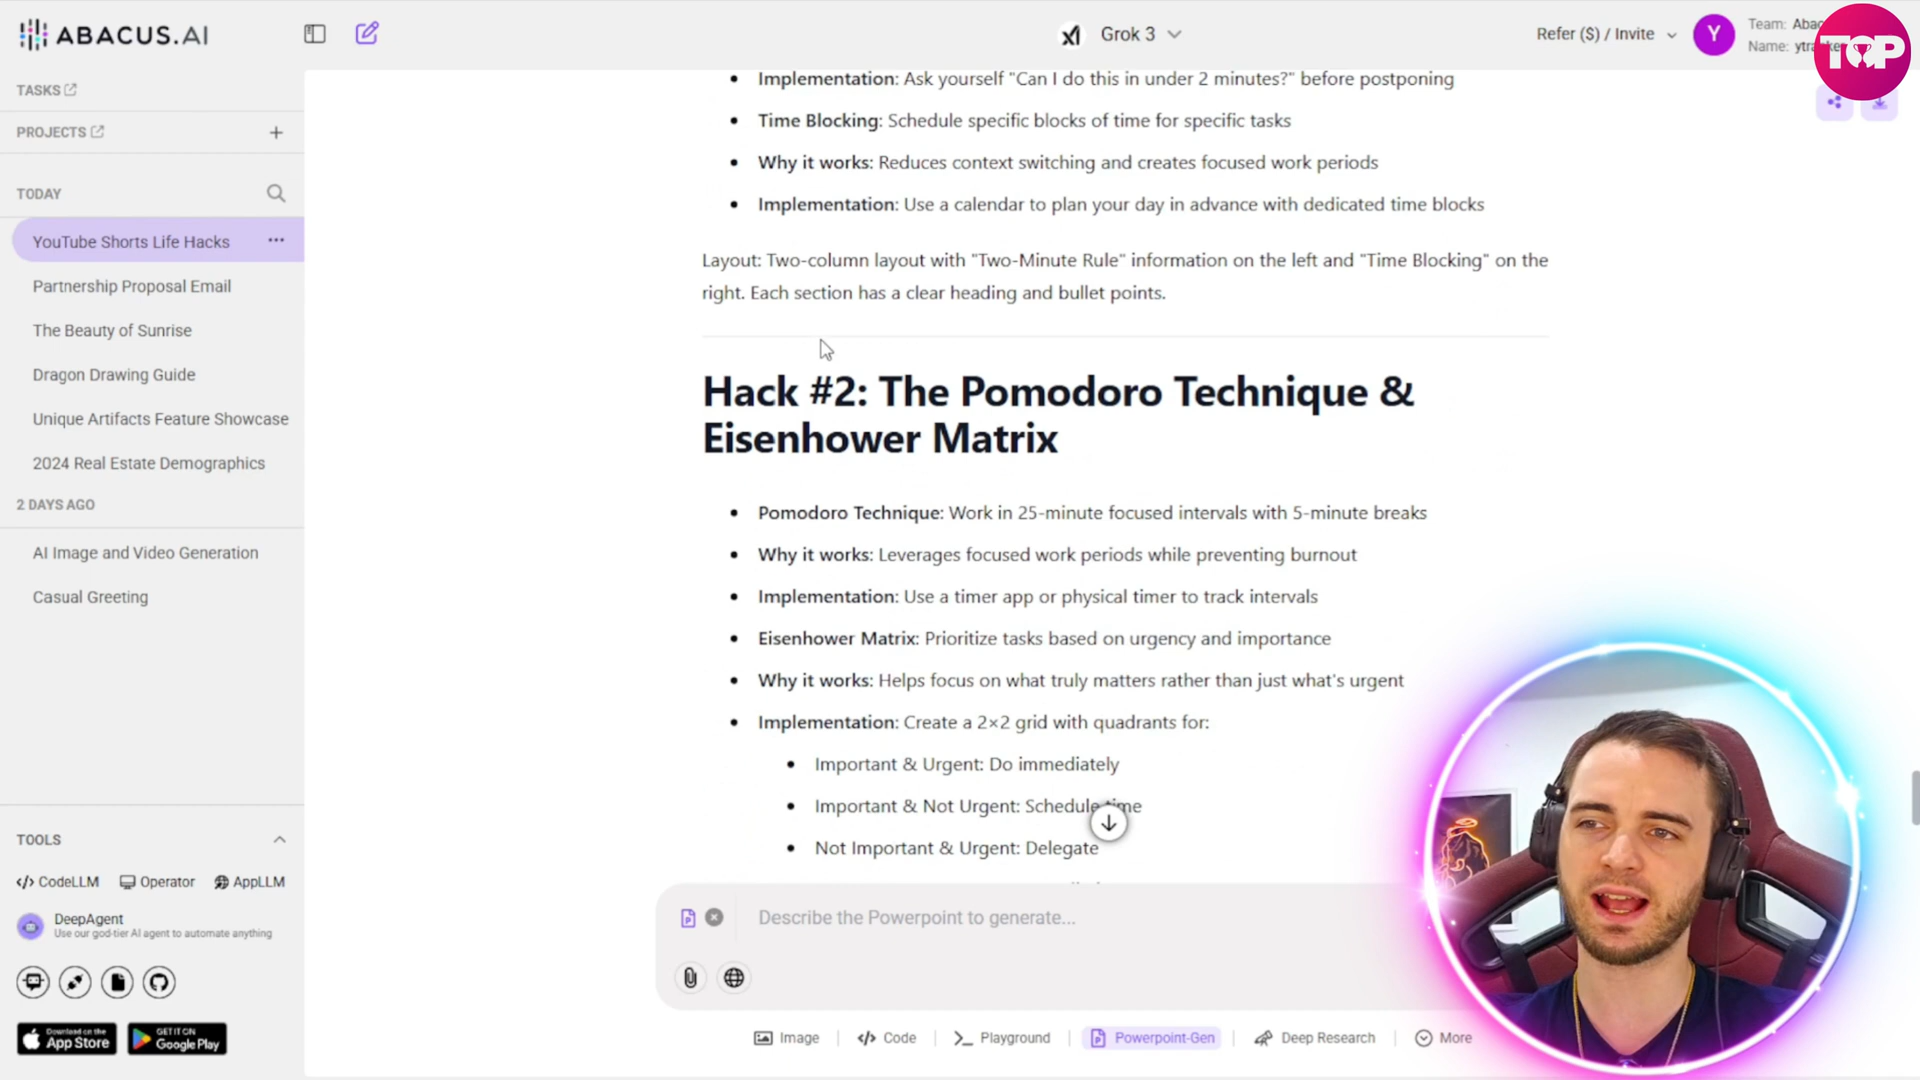 ABACUS.AI
Grok 3
Refer ($) / Invite
Y
Team: Abac
Name: ytra
TOP
TASKS
PROJECTS
+
TODAY
YouTube Shorts Life Hacks
Partnership Proposal Email
The Beauty of Sunrise
Dragon Drawing Guide
Unique Artifacts Feature Showcase
2024 Real Estate Demographics
2 DAYS AGO
AI Image and Video Generation
Casual Greeting
Implementation: Ask yourself "Can I do this in under 2 minutes?" before postponing
Time Blocking: Schedule specific blocks of time for specific tasks
Why it works: Reduces context switching and creates focused work periods
Implementation: Use a calendar to plan your day in advance with dedicated time blocks
Layout: Two-column layout with "Two-Minute Rule" information on the left and "Time Blocking" on the
right. Each section has a clear heading and bullet points.
Hack #2: The Pomodoro Technique &
Eisenhower Matrix
Pomodoro Technique: Work in 25-minute focused intervals with 5-minute breaks
Why it works: Leverages focused work periods while preventing burnout
Implementation: Use a timer app or physical timer to track intervals
Eisenhower Matrix: Prioritize tasks based on urgency and importance
Why it works: Helps focus on what truly matters rather than just what's urgent
Implementation: Create a 2×2 grid with quadrants for:
Important & Urgent: Do immediately
Important & Not Urgent: Schedule time
Not Important & Urgent: Delegate
TOOLS
CodeLLM
Operator
AppLLM
DeepAgent
Use our god-tier AI agent to automate anything
Download on the
App Store
GET IT ON
Google Play
Describe the Powerpoint to generate...
Image
Code
Playground
Powerpoint-Gen
Deep Research
More